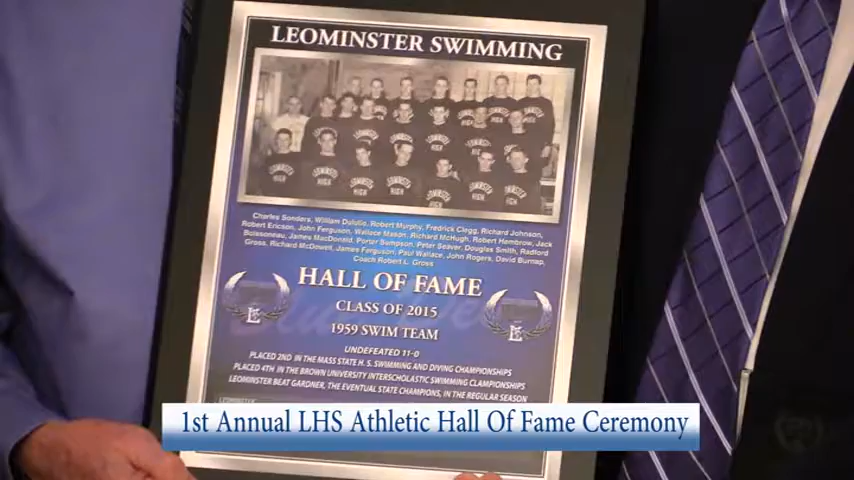 LEOMINSTER SWIMMING
Charles Sonders, William DuIulio, Robert Murphy, Fredrick Clegg, Richard Johnson,
Robert Ericson, John Ferguson, Wallace Mason, Richard McHugh, Robert Hambrow, Jack
Boissoneau, James MacDonald, Porter Sampson, Peter Seaver, Douglas Smith, Radford
Gross, Richard McDowell, James Ferguson, Paul Wallace, John Rogers, David Burnap,
Coach Robert L. Gross
HALL OF FAME
CLASS OF 2015
1959 SWIM TEAM
UNDEFEATED 11-0
PLACED 2ND IN THE MASS STATE H. S. SWIMMING AND DIVING CHAMPIONSHIPS
PLACED 4TH IN THE BROWN UNIVERSITY INTERSCHOLASTIC SWIMMING CLAMPIONSHIPS
LEOMINSTER BEAT GARDNER, THE EVENTUAL STATE CHAMPIONS, IN THE REGULAR SEASON
1st Annual LHS Athletic Hall Of Fame Ceremony